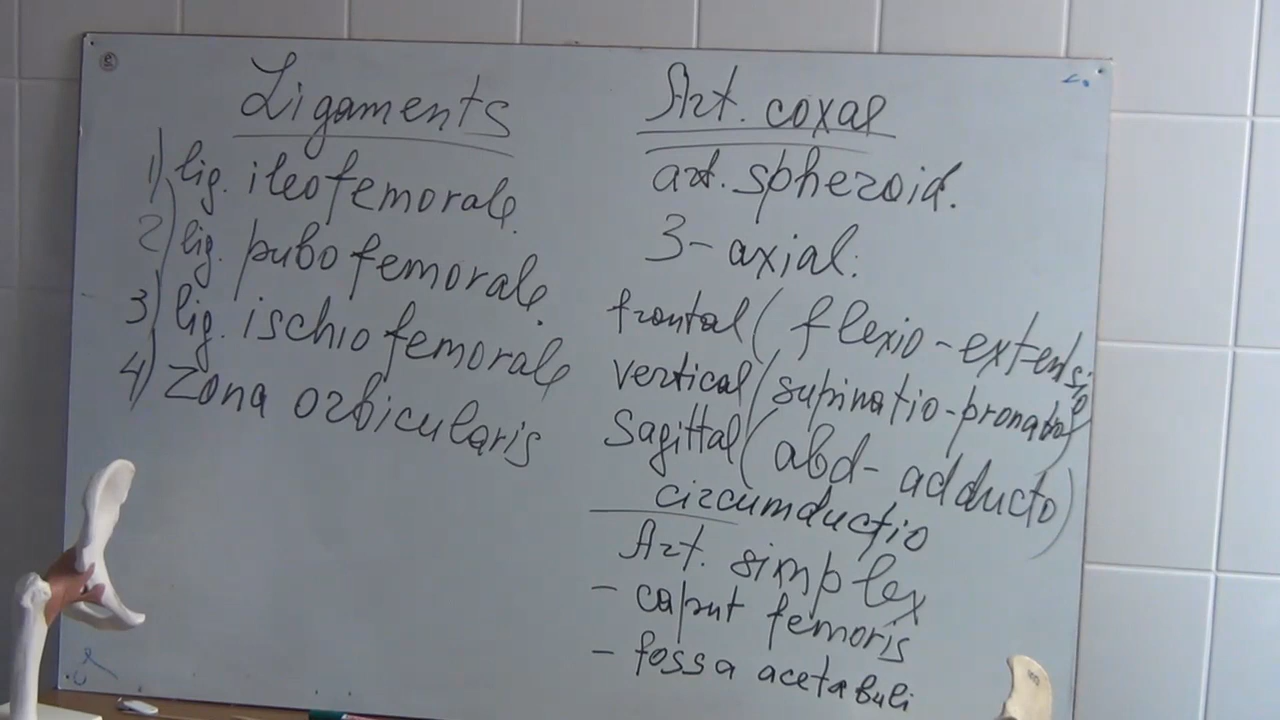 Ligaments
1) lig. ileofemorale
2) lig. pubofemorale.
3) lig. ischiofemorale
4) Zona orbicularis
Art. coxae
art. spheroid.
3-axial:
frontal (flexio-extensio
vertical (supinatio-pronatio)
Sagittal (abd-adducto)
circumductio
Art. simplex
- caput femoris
- fossa acetabuli